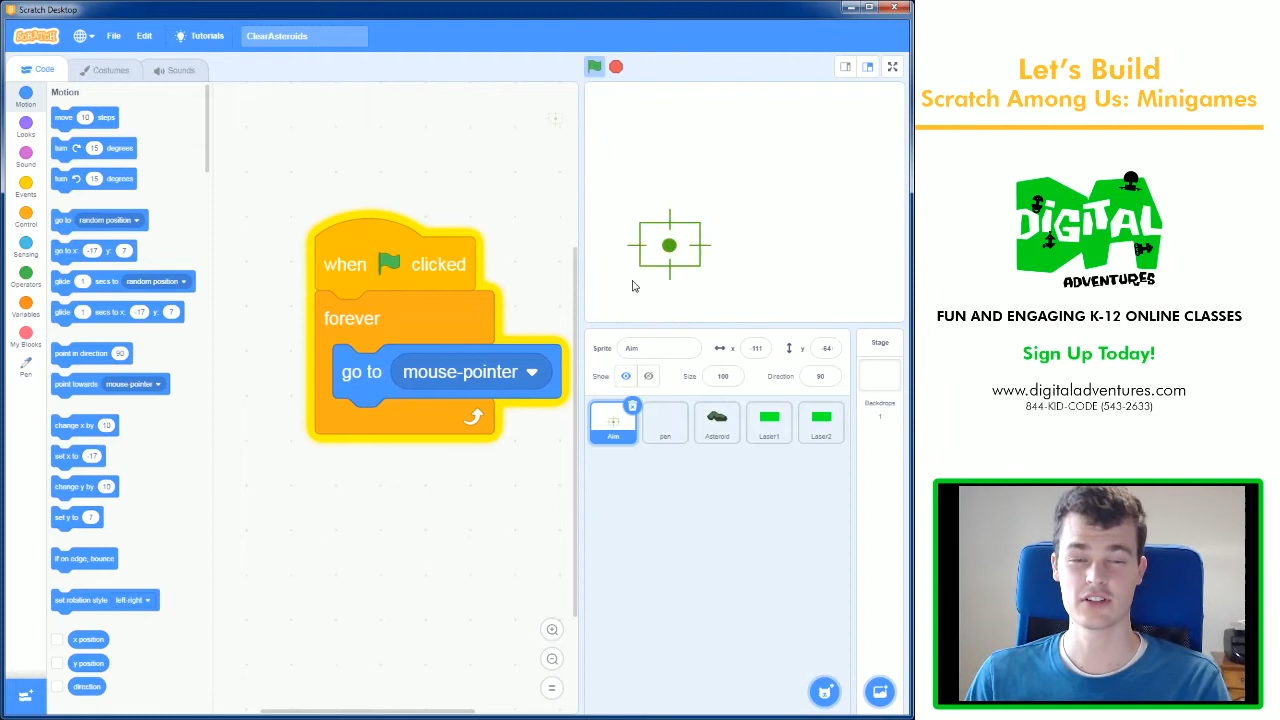 Scratch Desktop
SCRATCH
File
Edit
Tutorials
ClearAsteroids
Code
Costumes
Sounds
Motion
Looks
Sound
Events
Control
Sensing
Operators
Variables
My Blocks
Pen
Motion
move 10 steps
turn 15 degrees
turn 15 degrees
go to random position
go to x: -17 y: 7
glide 1 secs to random position
glide 1 secs to x: -17 y: 7
point in direction 90
point towards mouse-pointer
change x by 10
set x to -17
change y by 10
set y to 7
if on edge, bounce
set rotation style left-right
x position
y position
direction
when clicked
forever
go to mouse-pointer
Sprite Aim x -111 y -64
Show Size 100 Direction 90
Aim
pen
Asteroid
Laser1
Laser2
Stage
Backdrops
1
Let's Build
Scratch Among Us: Minigames
DIGITAL
ADVENTURES
FUN AND ENGAGING K-12 ONLINE CLASSES
Sign Up Today!
www.digitaladventures.com
844-KID-CODE (543-2633)